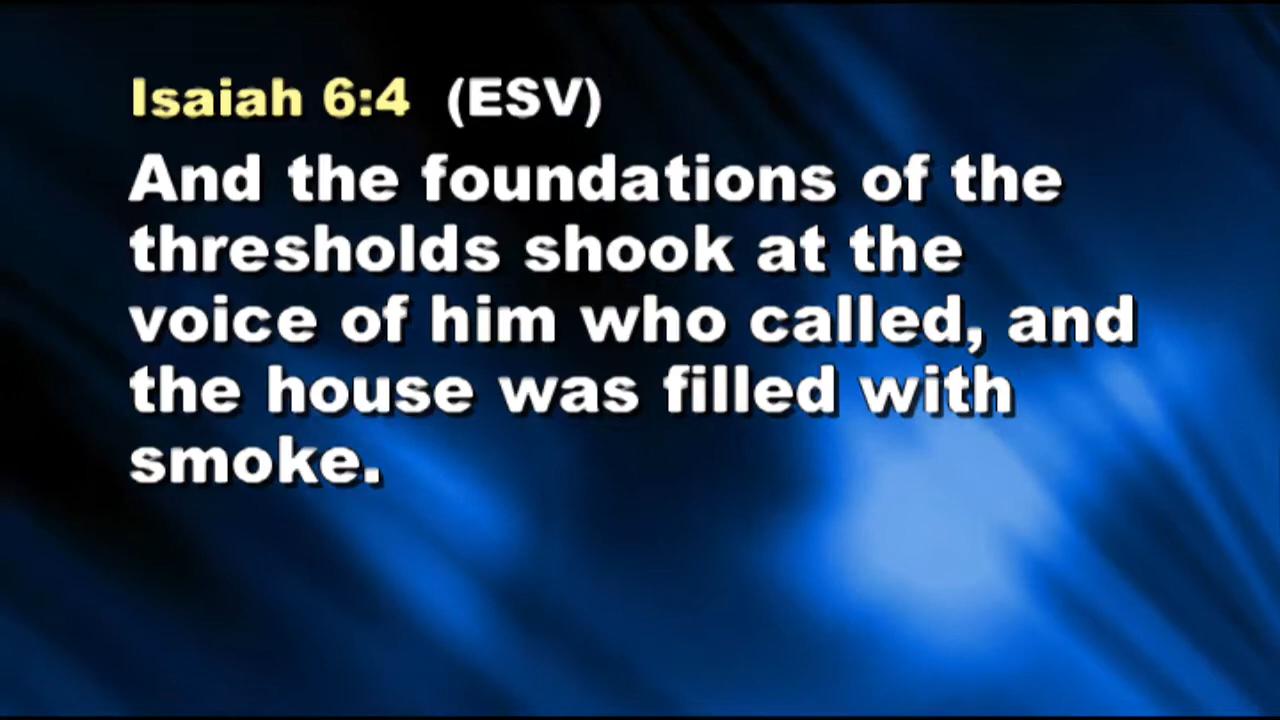 Isaiah 6:4 (ESV)
And the foundations of the
thresholds shook at the
voice of him who called, and
the house was filled with
smoke.